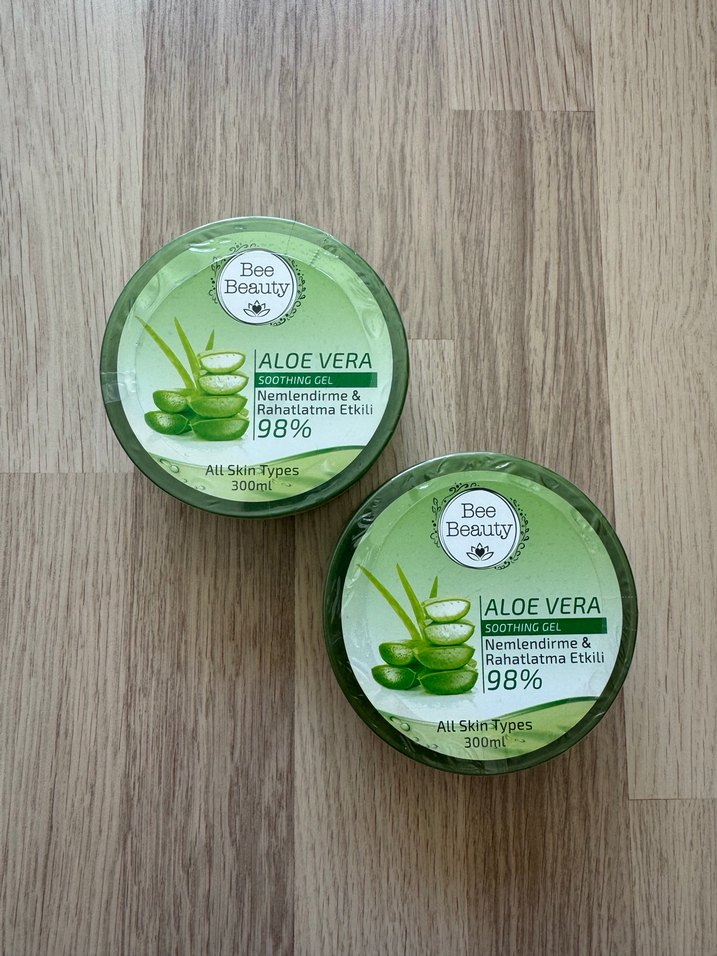 Bee
Beauty
ALOE VERA
SOOTHING GEL
Nemlendirme &
Rahatlatma Etkili
98%
All Skin Types
300ml
Bee
Beauty
ALOE VERA
SOOTHING GEL
Nemlendirme &
Rahatlatma Etkili
98%
All Skin Types
300ml